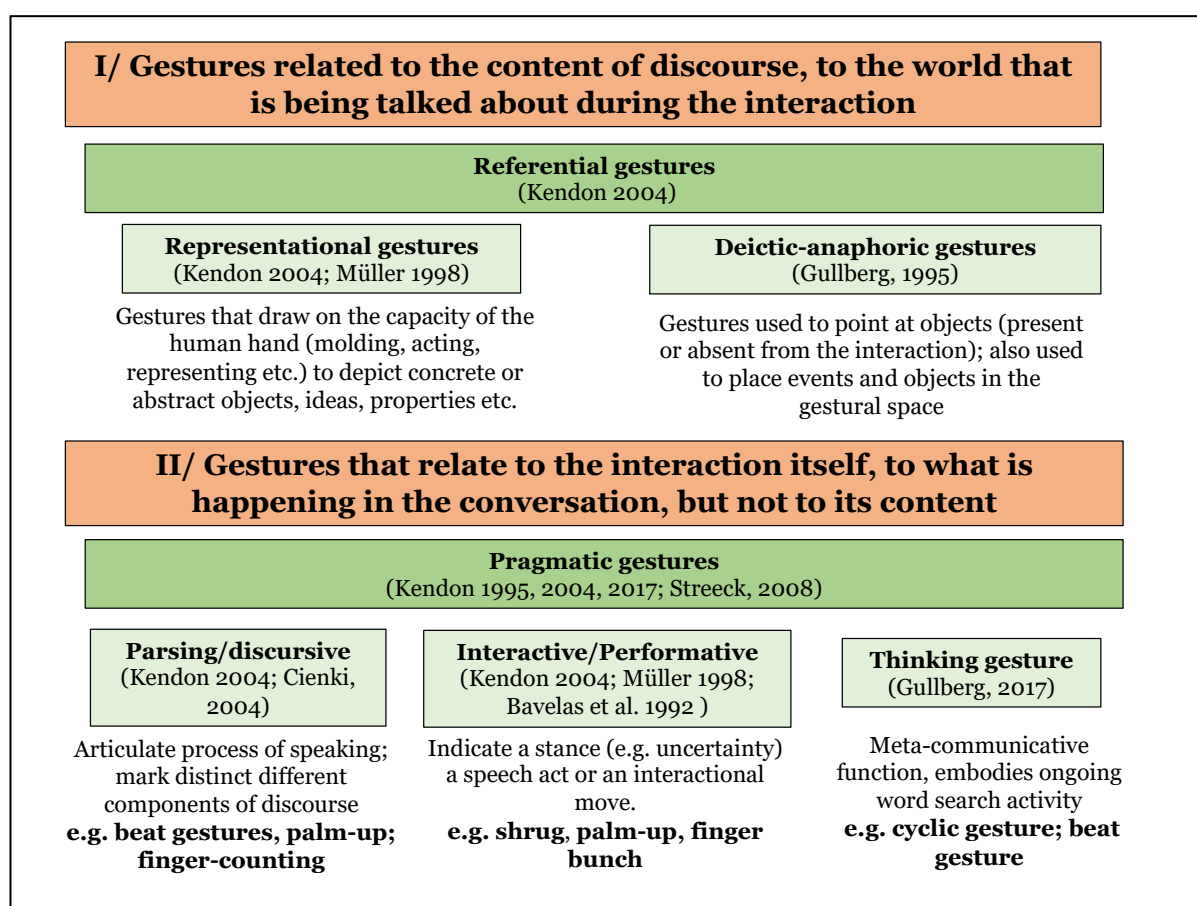 I/ Gestures related to the content of discourse, to the world that
is being talked about during the interaction
Referential gestures
(Kendon 2004)
Representational gestures
(Kendon 2004; Müller 1998)
Gestures that draw on the capacity of the
human hand (molding, acting,
representing etc.) to depict concrete or
abstract objects, ideas, properties etc.
Deictic-anaphoric gestures
(Gullberg, 1995)
Gestures used to point at objects (present
or absent from the interaction); also used
to place events and objects in the
gestural space
II/ Gestures that relate to the interaction itself, to what is
happening in the conversation, but not to its content
Pragmatic gestures
(Kendon 1995, 2004, 2017; Streeck, 2008)
Parsing/discursive
(Kendon 2004; Cienki,
2004)
Articulate process of speaking;
mark distinct different
components of discourse
e.g. beat gestures, palm-up;
finger-counting
Interactive/Performative
(Kendon 2004; Müller 1998;
Bavelas et al. 1992 )
Indicate a stance (e.g. uncertainty)
a speech act or an interactional
move.
e.g. shrug, palm-up, finger
bunch
Thinking gesture
(Gullberg, 2017)
Meta-communicative
function, embodies ongoing
word search activity
e.g. cyclic gesture; beat
gesture